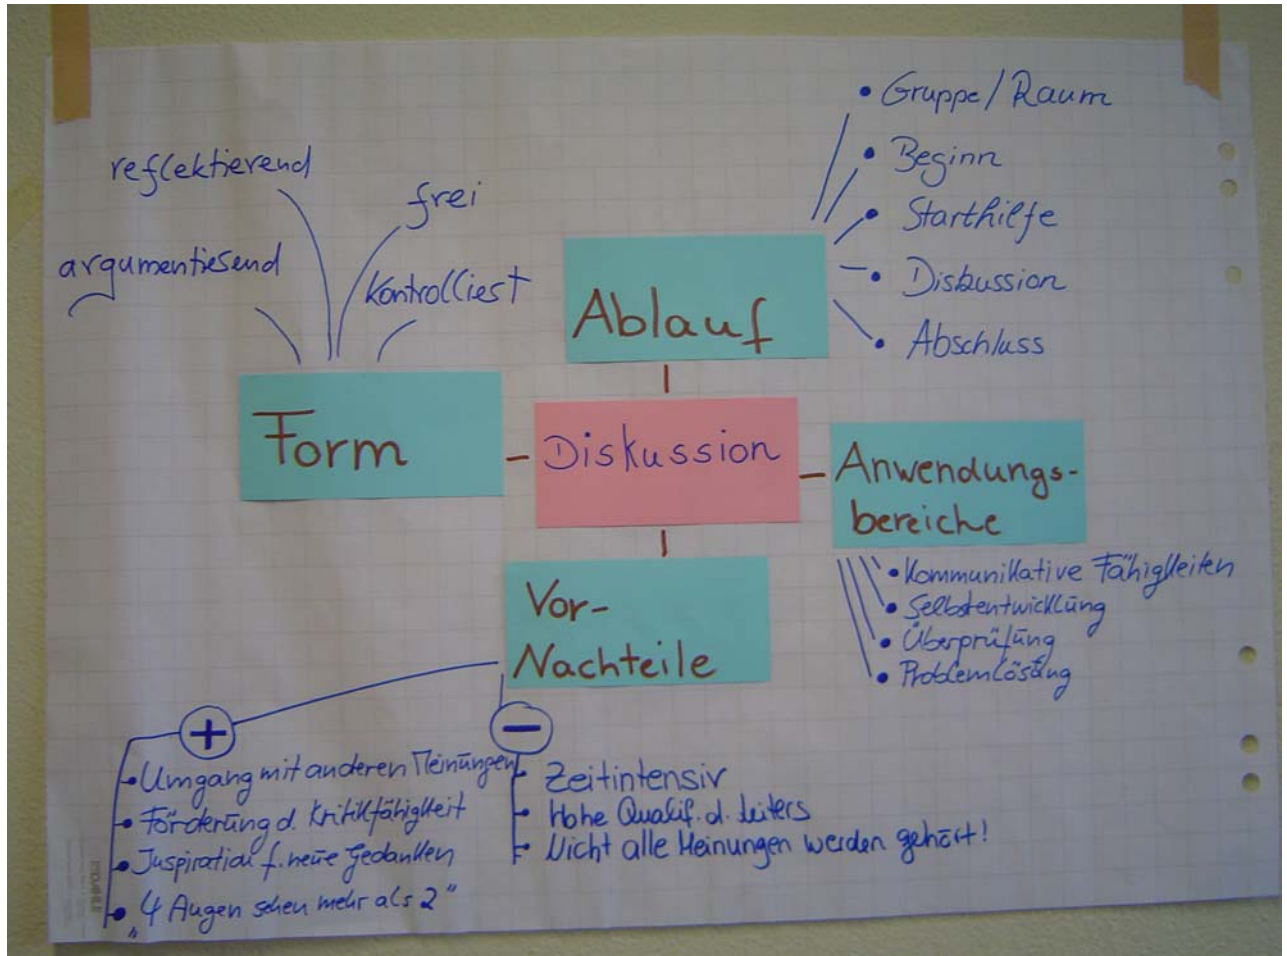 reflektierend
frei
argumentierend
kontrolliert
Form
Ablauf
• Gruppe/Raum
• Beginn
• Starthilfe
• Diskussion
• Abschluss
Diskussion
Anwendungs-
bereiche
• Kommunikative Fähigkeiten
• Selbstentwicklung
• Überprüfung
• Problemlösung
Vor-
Nachteile
+
• Umgang mit anderen Meinungen
• Förderung d. Kritikfähigkeit
• Inspiration f. neue Gedanken
• „4 Augen sehen mehr als 2“
−
• Zeitintensiv
• Hohe Qualif. d. Leiters
• Nicht alle Meinungen werden gehört!